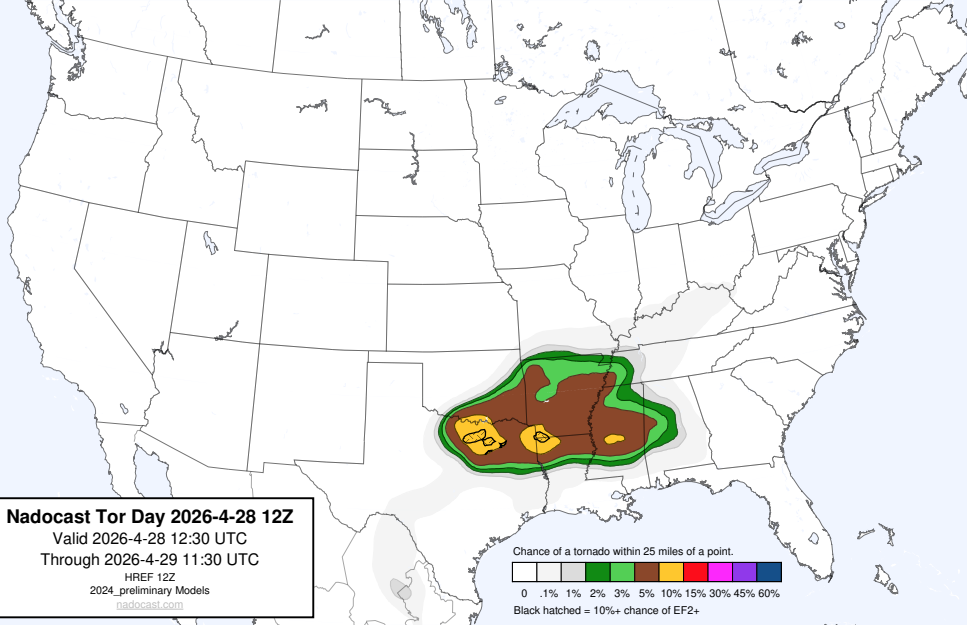 Nadocast Tor Day 2026-4-28 12Z
Valid 2026-4-28 12:30 UTC
Through 2026-4-29 11:30 UTC
HREF 12Z
2024_preliminary Models
nadocast.com
Chance of a tornado within 25 miles of a point.
0 .1% 1% 2% 3% 5% 10% 15% 30% 45% 60%
Black hatched = 10%+ chance of EF2+